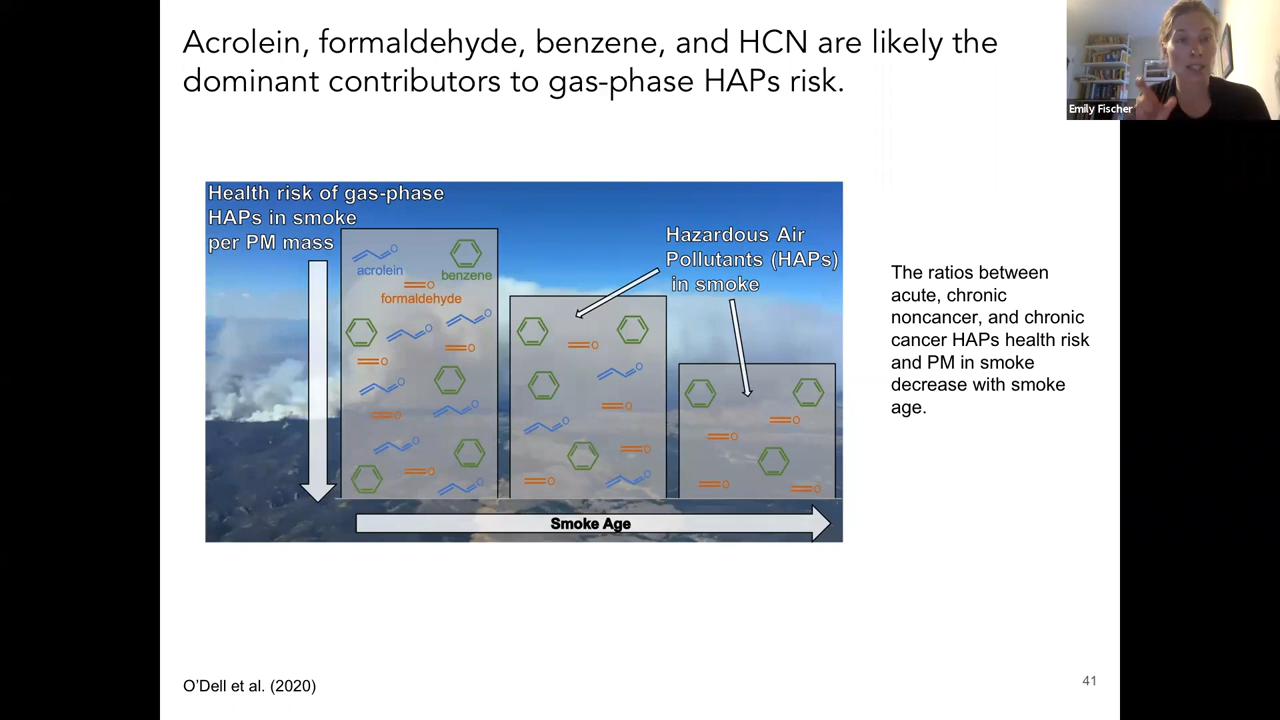 Acrolein, formaldehyde, benzene, and HCN are likely the
dominant contributors to gas-phase HAPs risk.
Emily Fischer
Health risk of gas-phase
HAPs in smoke
per PM mass
acrolein
benzene
formaldehyde
Hazardous Air
Pollutants (HAPs)
in smoke
Smoke Age
The ratios between
acute, chronic
noncancer, and chronic
cancer HAPs health risk
and PM in smoke
decrease with smoke
age.
O'Dell et al. (2020)
41